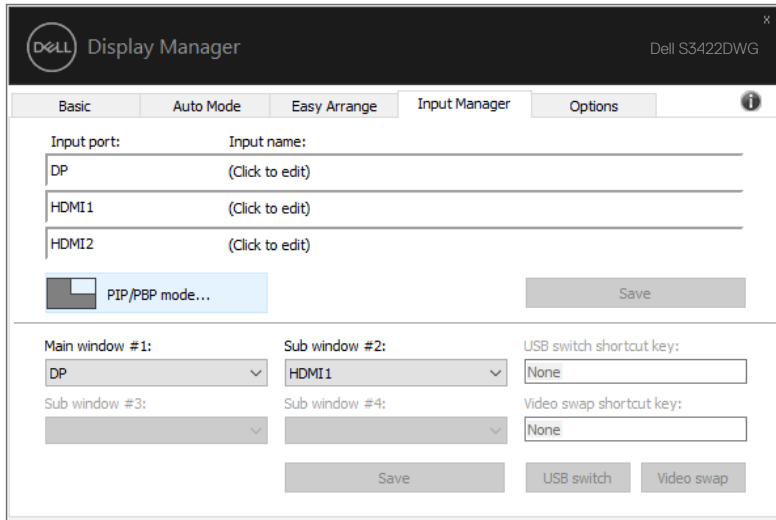 x
DELL Display Manager Dell S3422DWG
Basic Auto Mode Easy Arrange Input Manager Options i
Input port: Input name:
DP (Click to edit)
HDMI1 (Click to edit)
HDMI2 (Click to edit)
PIP/PBP mode... Save
Main window #1: Sub window #2: USB switch shortcut key:
DP HDMI1 None
Sub window #3: Sub window #4: Video swap shortcut key:
None
Save USB switch Video swap